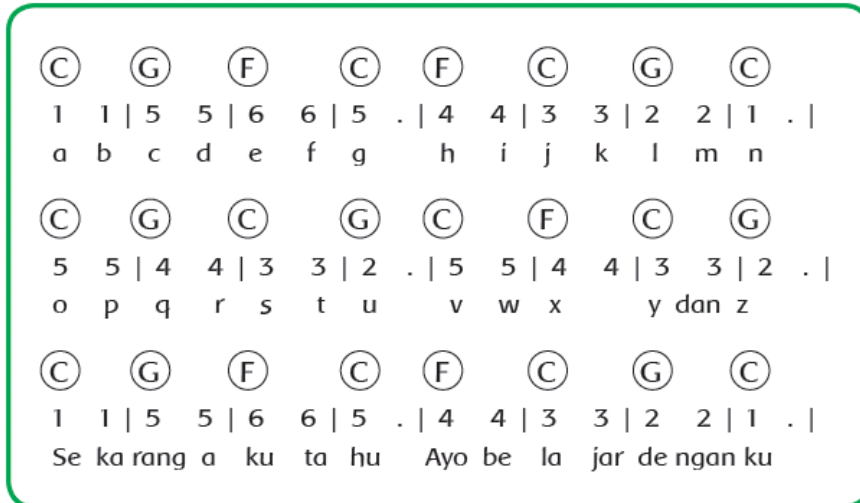 C G F C F C G C
1 1 | 5 5 | 6 6 | 5 . | 4 4 | 3 3 | 2 2 | 1 . |
a b c d e f g h i j k l m n
C G C G C F C G
5 5 | 4 4 | 3 3 | 2 . | 5 5 | 4 4 | 3 3 | 2 . |
o p q r s t u v w x y dan z
C G F C F C G C
1 1 | 5 5 | 6 6 | 5 . | 4 4 | 3 3 | 2 2 | 1 . |
Se ka rang a ku ta hu Ayo be la jar de ngan ku